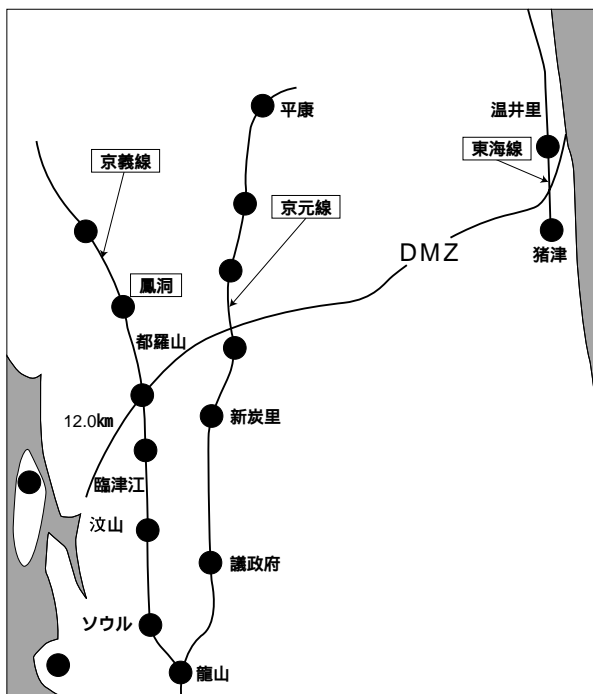 平康
温井里
京義線
東海線
京元線
DMZ
猪津
鳳洞
都羅山
12.0km
新炭里
臨津江
汶山
議政府
ソウル
龍山